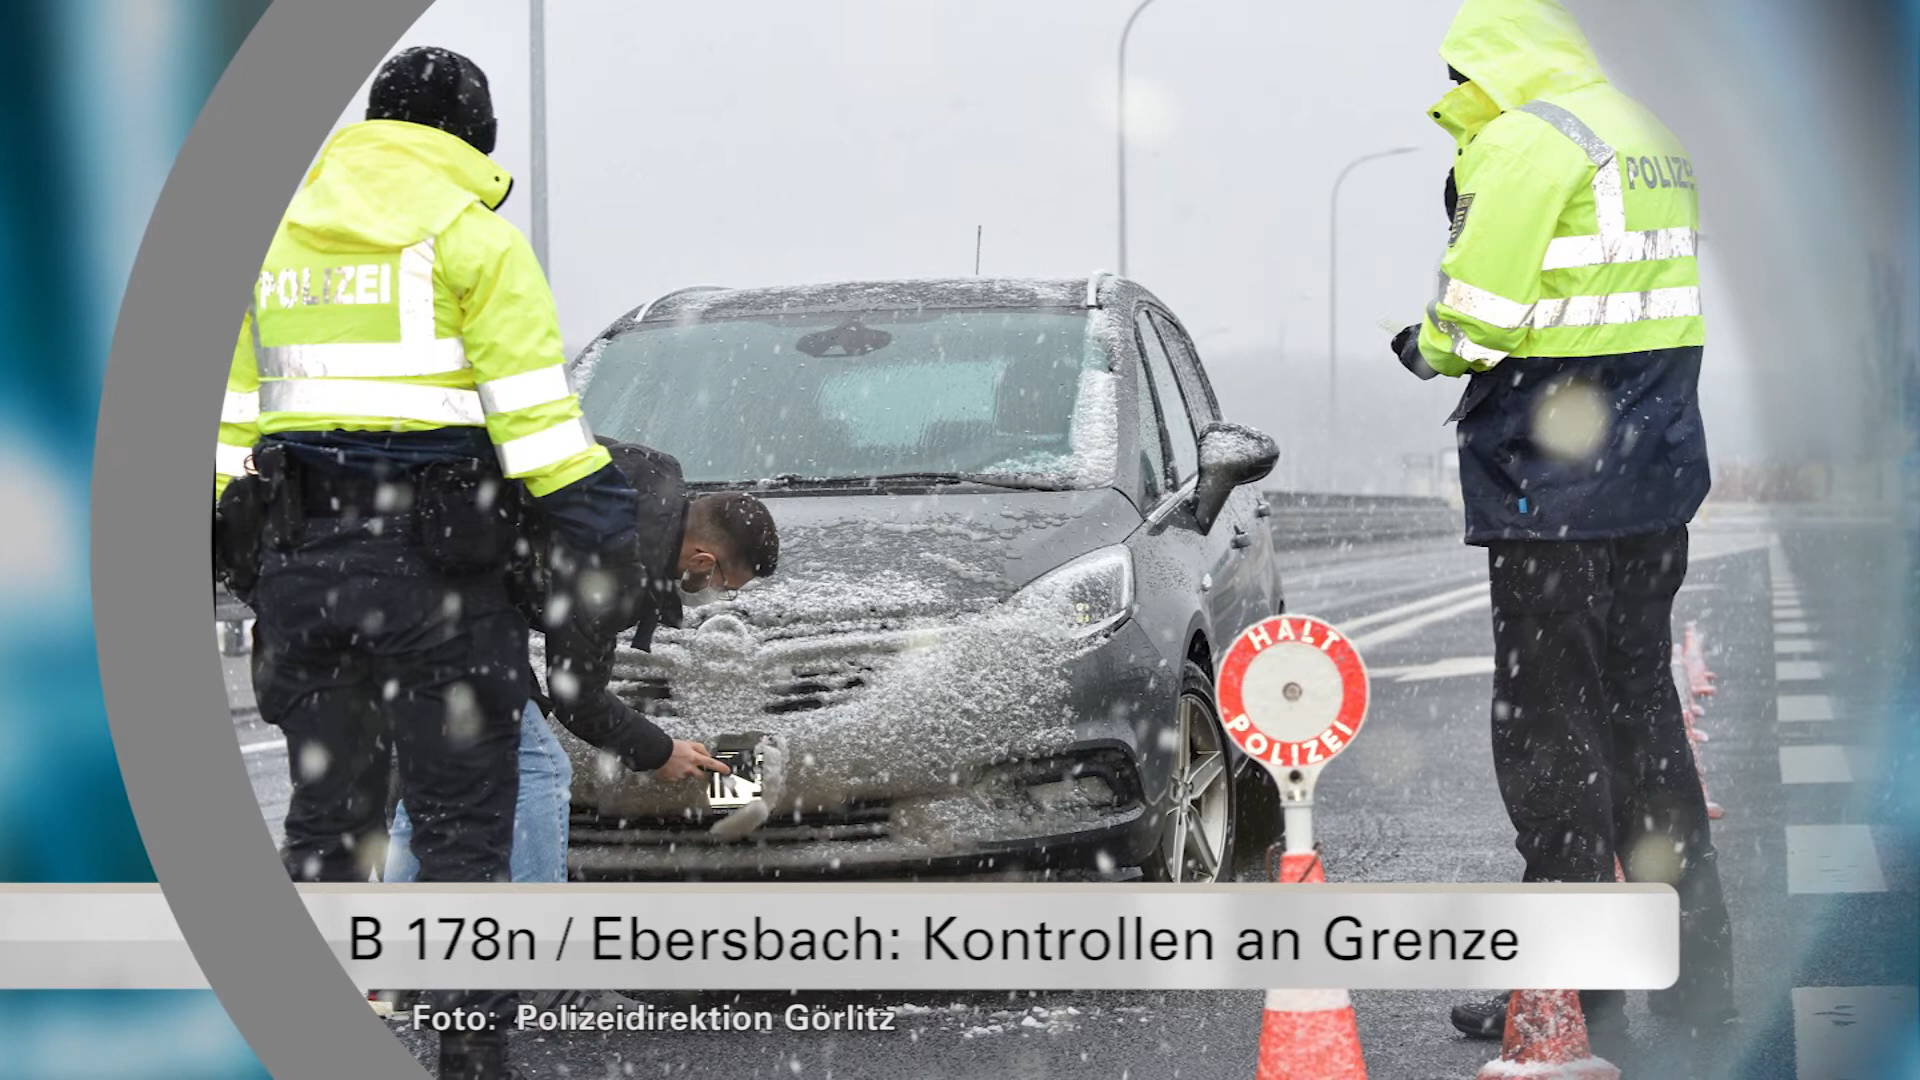 POLIZEI
POLIZEI
HALT
POLIZEI
B 178n / Ebersbach: Kontrollen an Grenze
Foto: Polizeidirektion Görlitz